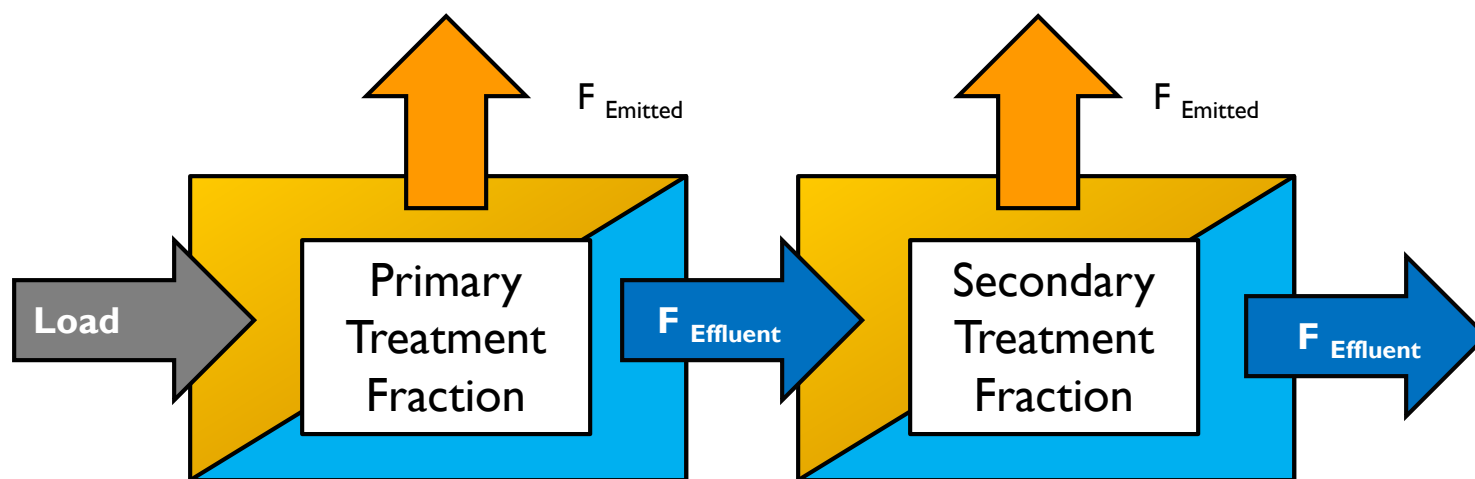 F Emitted
F Emitted
Load
Primary
Treatment
Fraction
F Effluent
Secondary
Treatment
Fraction
F Effluent